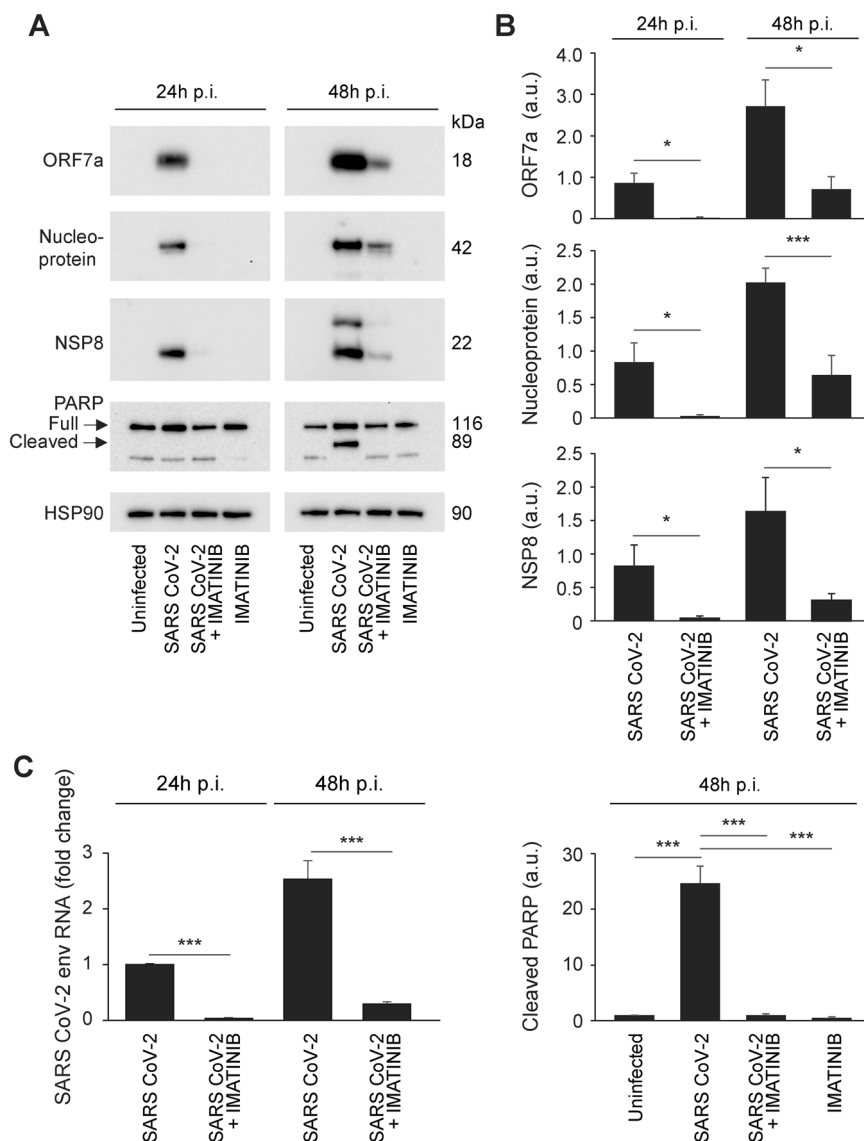 A
24h p.i.
48h p.i.
kDa
ORF7a
18
Nucleo-
protein
42
NSP8
22
PARP
Full
116
Cleaved
89
HSP90
90
Uninfected
SARS CoV-2
SARS CoV-2
+ IMATINIB
IMATINIB
Uninfected
SARS CoV-2
SARS CoV-2
+ IMATINIB
IMATINIB
B
24h p.i.
48h p.i.
ORF7a (a.u.)
4.0
3.0
2.0
1.0
0
*
*
Nucleoprotein (a.u.)
2.5
2.0
1.5
1.0
0.5
0
*
***
NSP8 (a.u.)
2.5
2.0
1.5
1.0
0.5
0
*
*
SARS CoV-2
SARS CoV-2
+ IMATINIB
SARS CoV-2
SARS CoV-2
+ IMATINIB
C
24h p.i.
48h p.i.
SARS CoV-2 env RNA (fold change)
3
2
1
0
***
***
SARS CoV-2
SARS CoV-2
+ IMATINIB
SARS CoV-2
SARS CoV-2
+ IMATINIB
48h p.i.
Cleaved PARP (a.u.)
30
20
10
0
***
***
***
Uninfected
SARS CoV-2
SARS CoV-2
+ IMATINIB
IMATINIB